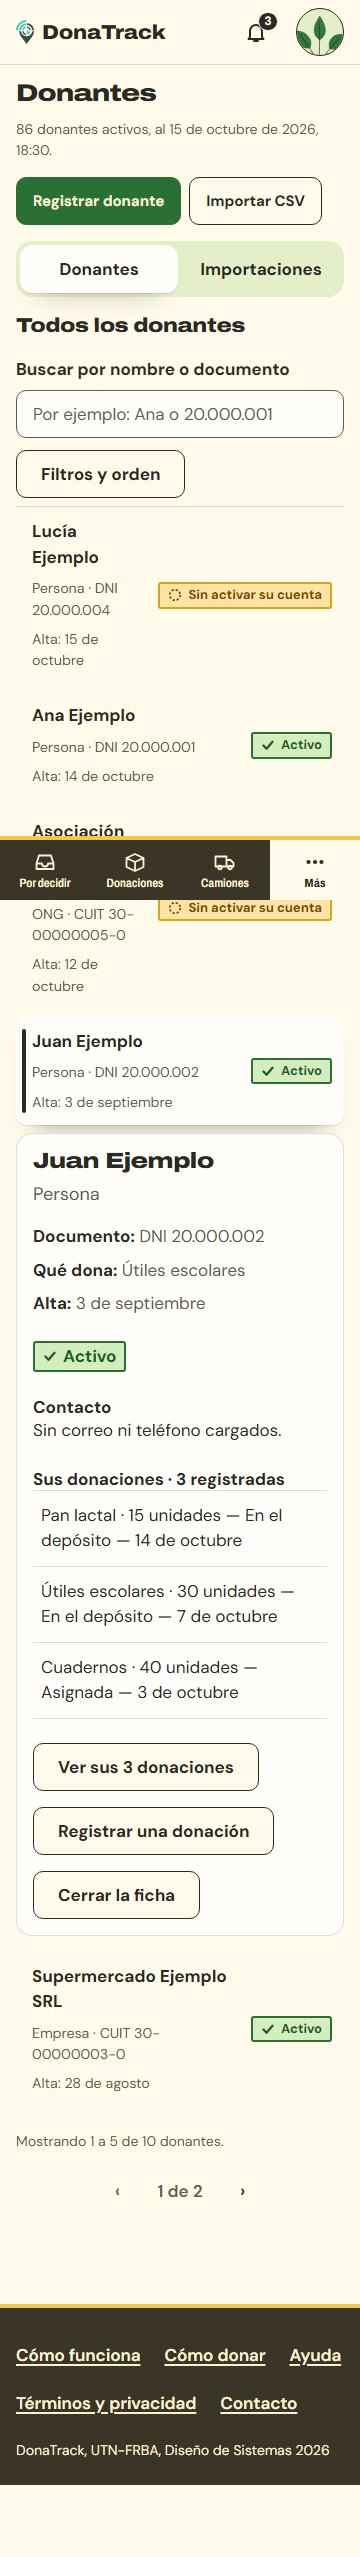 DonaTrack
3
Donantes
86 donantes activos, al 15 de octubre de 2026,
18:30.
Registrar donante
Importar CSV
Donantes
Importaciones
Todos los donantes
Buscar por nombre o documento
Por ejemplo: Ana o 20.000.001
Filtros y orden
Lucía
Ejemplo
Persona · DNI
20.000.004
Alta: 15 de
octubre
Sin activar su cuenta
Ana Ejemplo
Persona · DNI 20.000.001
Alta: 14 de octubre
Activo
Asociación
Por decidir
Donaciones
Camiones
Más
ONG · CUIT 30-
00000005-0
Alta: 12 de
octubre
Sin activar su cuenta
Juan Ejemplo
Persona · DNI 20.000.002
Alta: 3 de septiembre
Activo
Juan Ejemplo
Persona
Documento: DNI 20.000.002
Qué dona: Útiles escolares
Alta: 3 de septiembre
Activo
Contacto
Sin correo ni teléfono cargados.
Sus donaciones · 3 registradas
Pan lactal · 15 unidades — En el
depósito — 14 de octubre
Útiles escolares · 30 unidades —
En el depósito — 7 de octubre
Cuadernos · 40 unidades —
Asignada — 3 de octubre
Ver sus 3 donaciones
Registrar una donación
Cerrar la ficha
Supermercado Ejemplo
SRL
Empresa · CUIT 30-
00000003-0
Alta: 28 de agosto
Activo
Mostrando 1 a 5 de 10 donantes.
‹ 1 de 2 ›
Cómo funciona
Cómo donar
Ayuda
Términos y privacidad
Contacto
DonaTrack, UTN-FRBA, Diseño de Sistemas 2026